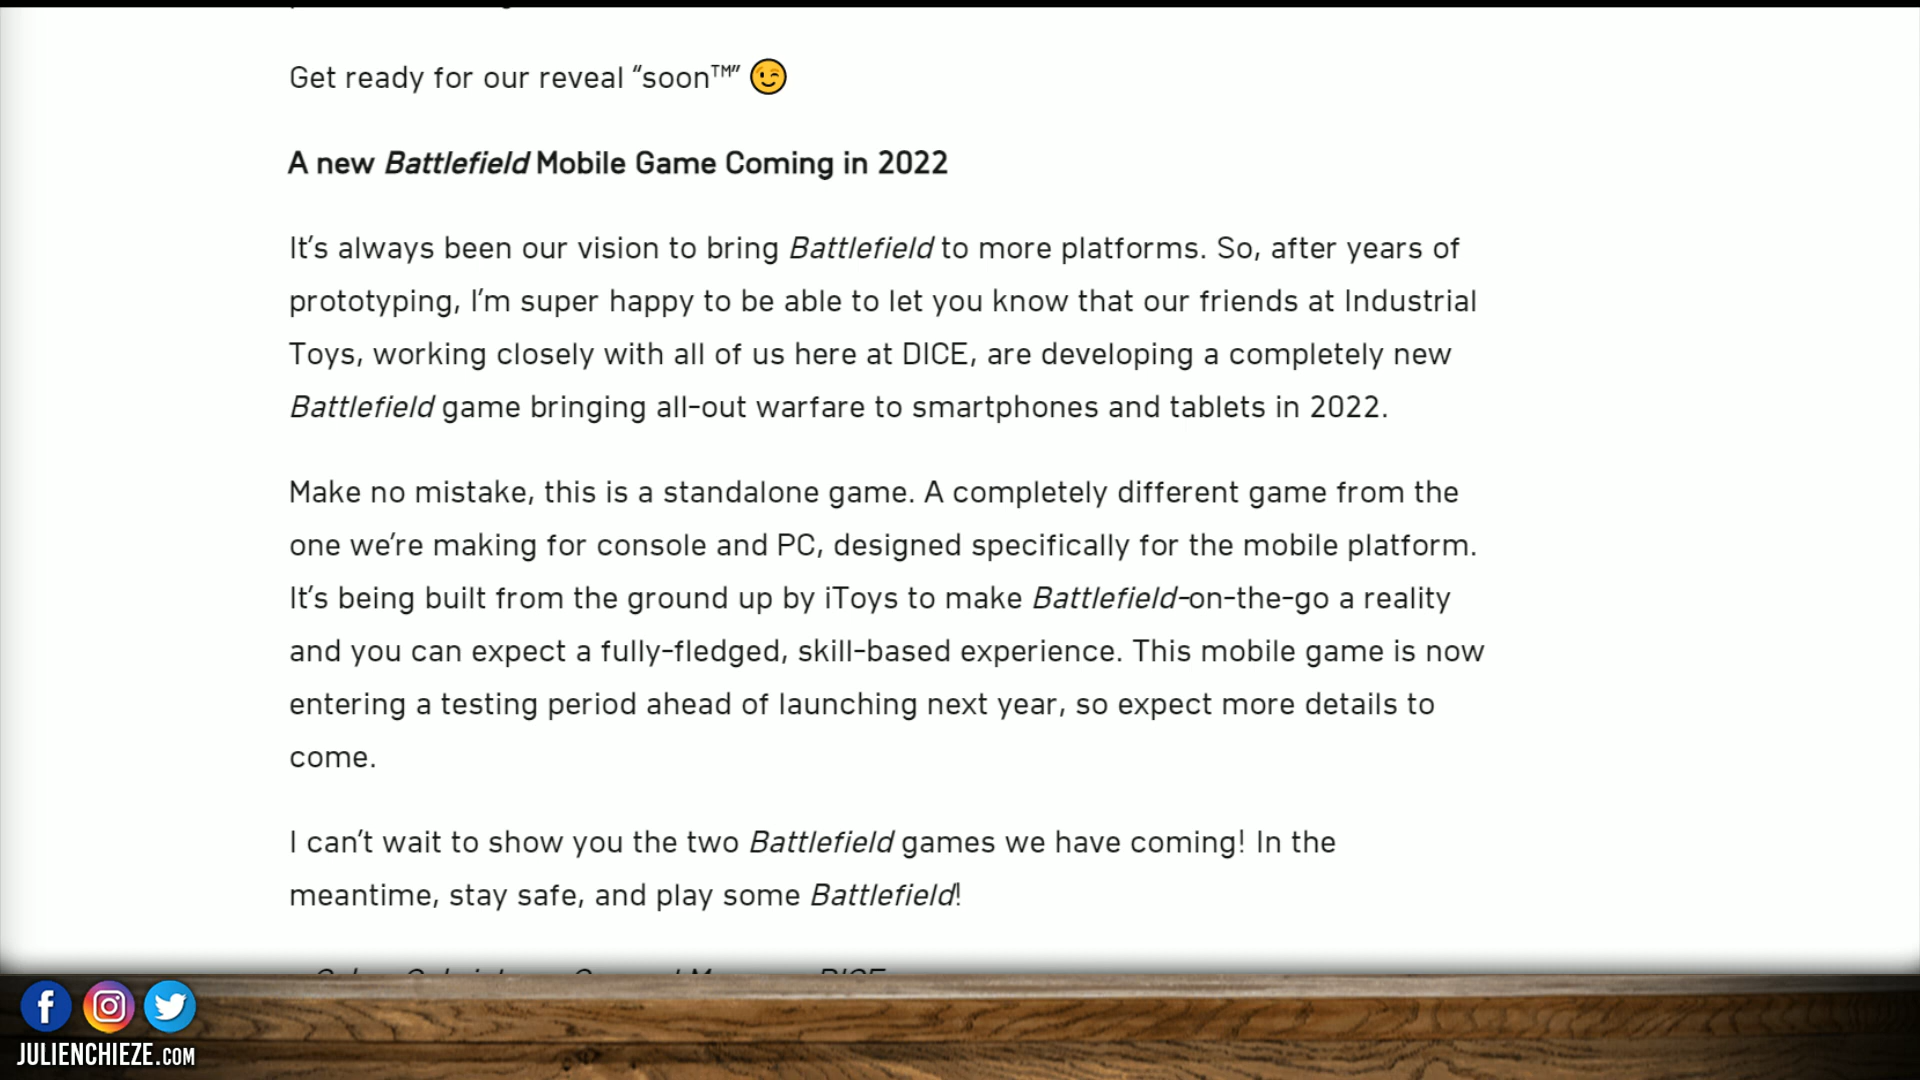 Get ready for our reveal “soon™” 😉
A new Battlefield Mobile Game Coming in 2022
It’s always been our vision to bring Battlefield to more platforms. So, after years of
prototyping, I’m super happy to be able to let you know that our friends at Industrial
Toys, working closely with all of us here at DICE, are developing a completely new
Battlefield game bringing all-out warfare to smartphones and tablets in 2022.
Make no mistake, this is a standalone game. A completely different game from the
one we’re making for console and PC, designed specifically for the mobile platform.
It’s being built from the ground up by iToys to make Battlefield-on-the-go a reality
and you can expect a fully-fledged, skill-based experience. This mobile game is now
entering a testing period ahead of launching next year, so expect more details to
come.
I can’t wait to show you the two Battlefield games we have coming! In the
meantime, stay safe, and play some Battlefield!
JULIENCHIEZE.COM